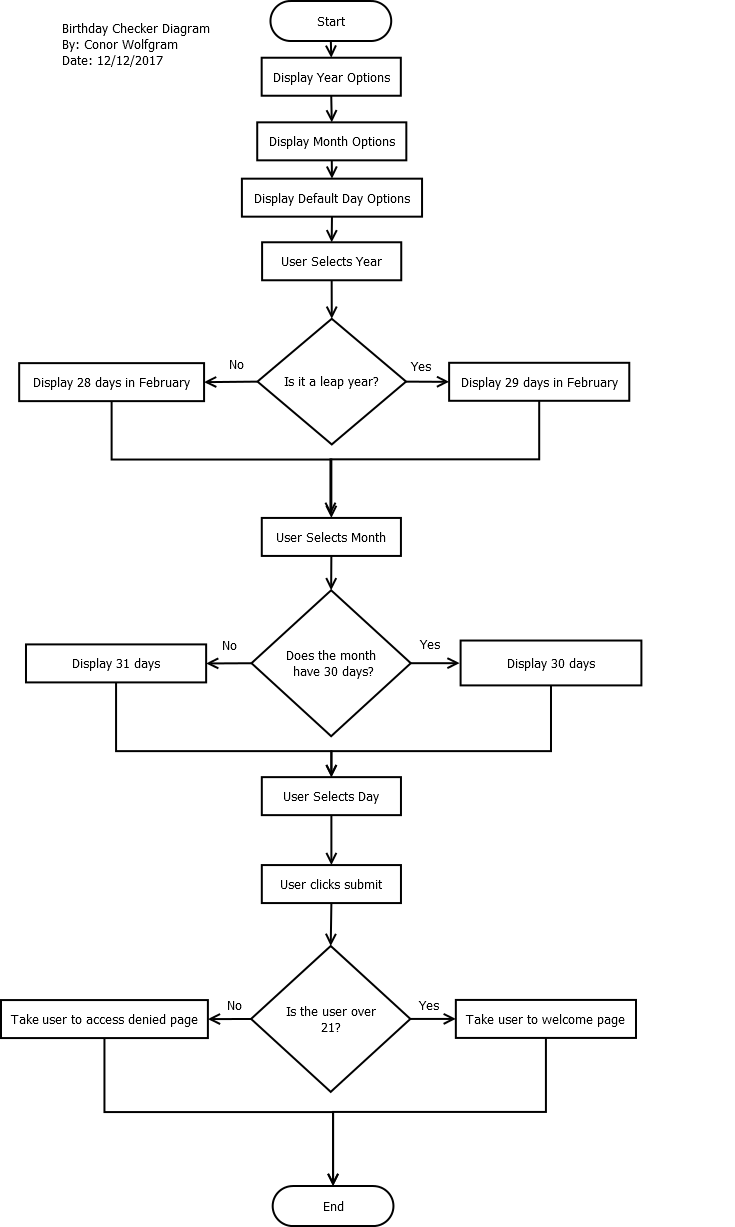 Birthday Checker Diagram
By: Conor Wolfgram
Date: 12/12/2017
Start
Display Year Options
Display Month Options
Display Default Day Options
User Selects Year
Is it a leap year?
No
Yes
Display 28 days in February
Display 29 days in February
User Selects Month
Does the month
have 30 days?
No
Yes
Display 31 days
Display 30 days
User Selects Day
User clicks submit
Is the user over
21?
No
Yes
Take user to access denied page
Take user to welcome page
End